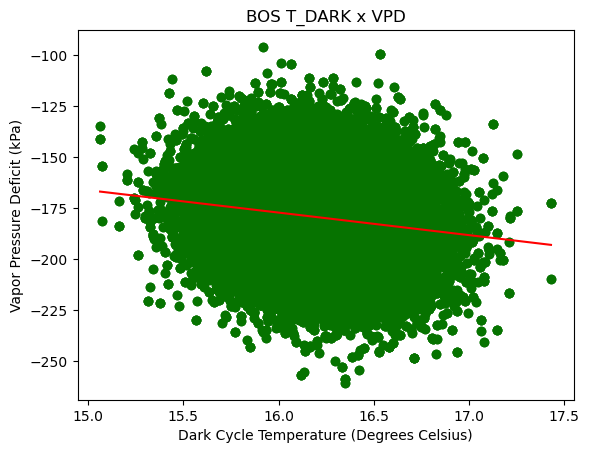 BOS T_DARK x VPD
Vapor Pressure Deficit (kPa)
−100
−125
−150
−175
−200
−225
−250
15.0 15.5 16.0 16.5 17.0 17.5
Dark Cycle Temperature (Degrees Celsius)